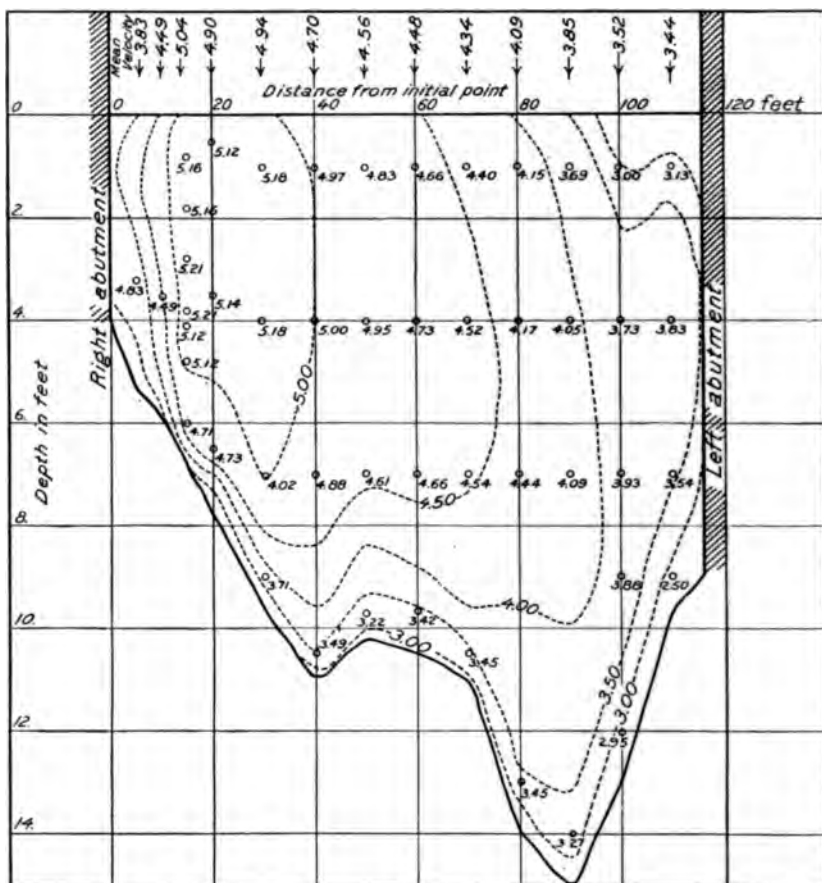 Mean Velocity
3.83 4.49 5.04 4.90 4.94 4.70 4.56 4.48 4.34 4.09 3.85 3.52 3.44
Distance from initial point
0 0 20 40 60 80 100 120 feet
5.12
5.16 5.18 4.97 4.83 4.66 4.40 4.15 3.69 3.00 3.13
2.
5.16
5.21
4.83 4.49 5.14
4. 5.21 5.18 5.00 4.95 4.73 4.52 4.17 4.05 3.73 3.83
5.12
5.12
5.00
Right abutment
Left abutment
Depth in feet
6.
4.71
4.73
4.02 4.88 4.61 4.66 4.54 4.44 4.09 3.93 3.54
4.50
8.
3.71 3.88 2.50
4.00
3.22 3.42
10.
3.49 3.00 3.45
3.50
3.00
12.
2.95
3.45
14.
3.27